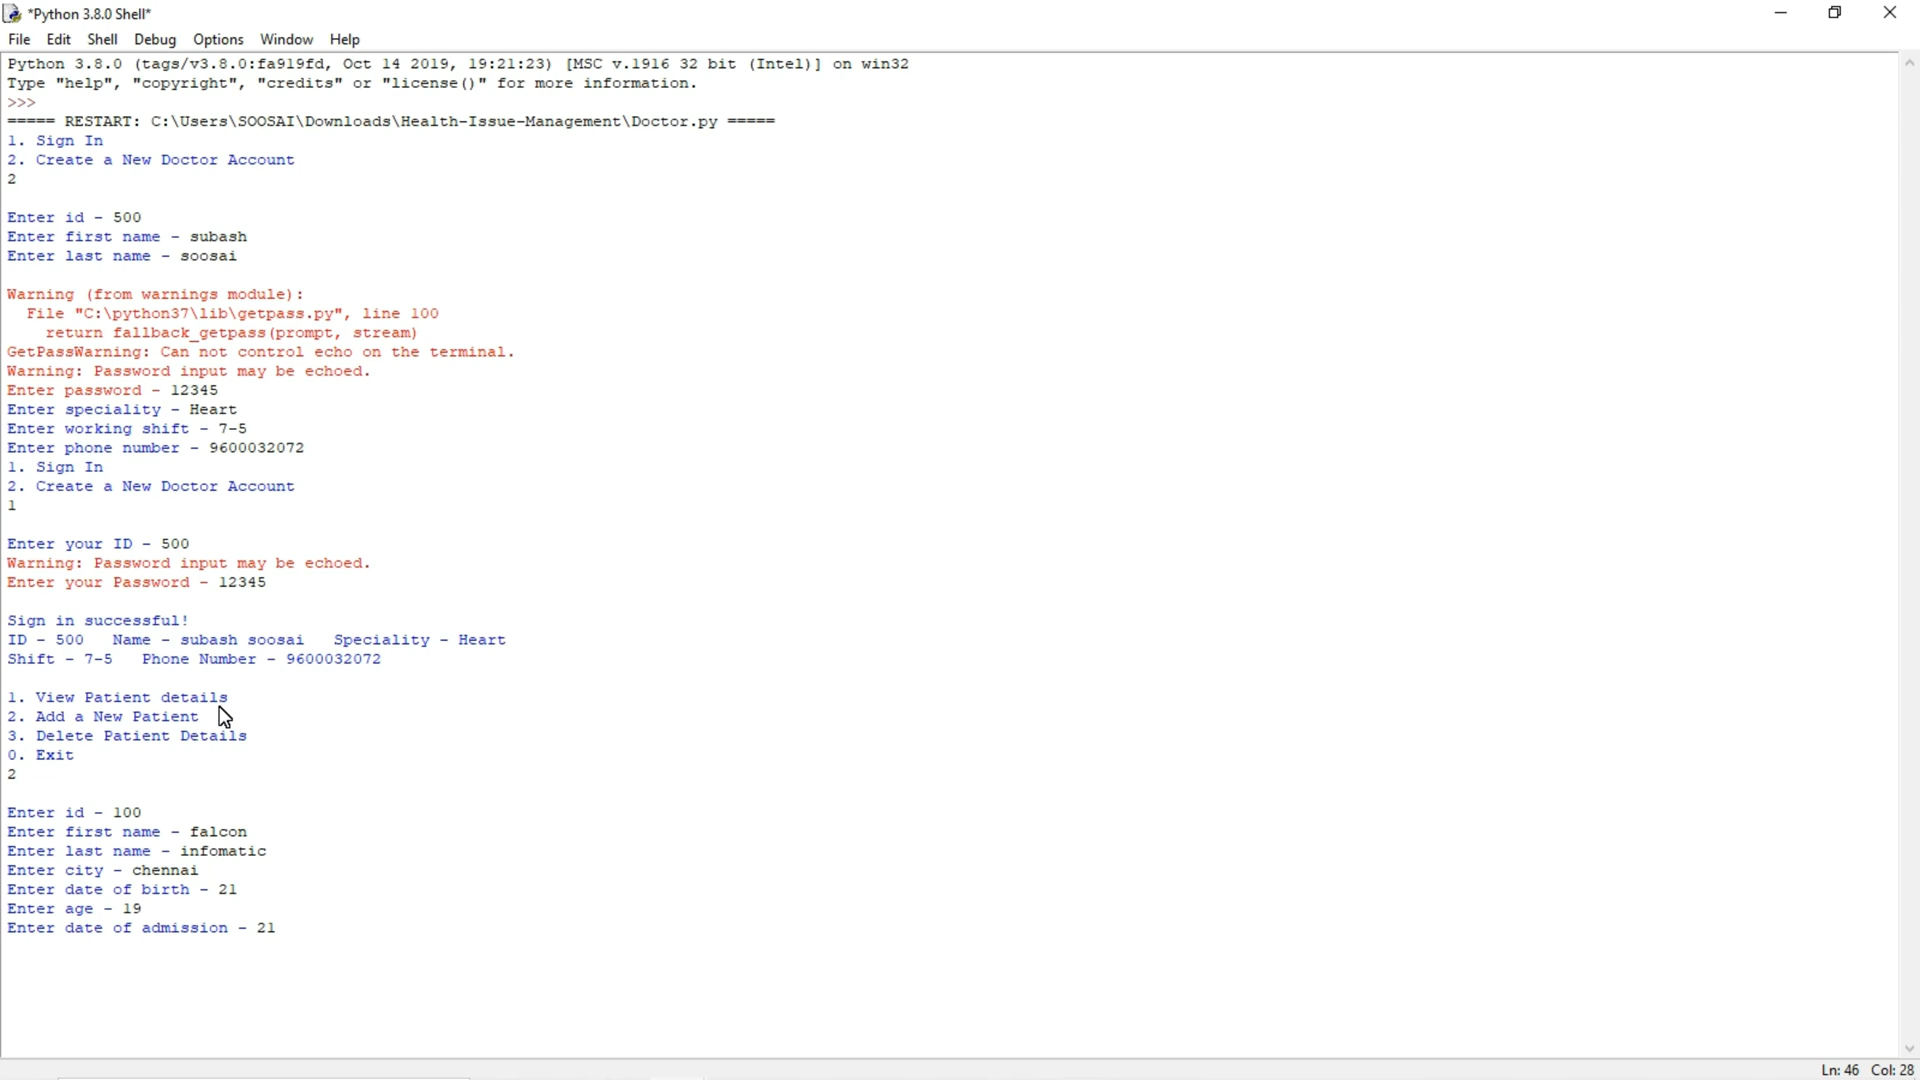 *Python 3.8.0 Shell*
File Edit Shell Debug Options Window Help
Python 3.8.0 (tags/v3.8.0:fa919fd, Oct 14 2019, 19:21:23) [MSC v.1916 32 bit (Intel)] on win32
Type "help", "copyright", "credits" or "license()" for more information.
>>>
===== RESTART: C:\Users\SOOSAI\Downloads\Health-Issue-Management\Doctor.py =====
1. Sign In
2. Create a New Doctor Account
2
Enter id - 500
Enter first name - subash
Enter last name - soosai
Warning (from warnings module):
File "C:\python37\lib\getpass.py", line 100
return fallback_getpass(prompt, stream)
GetPassWarning: Can not control echo on the terminal.
Warning: Password input may be echoed.
Enter password - 12345
Enter speciality - Heart
Enter working shift - 7-5
Enter phone number - 9600032072
1. Sign In
2. Create a New Doctor Account
1
Enter your ID - 500
Warning: Password input may be echoed.
Enter your Password - 12345
Sign in successful!
ID - 500 Name - subash soosai Speciality - Heart
Shift - 7-5 Phone Number - 9600032072
1. View Patient details
2. Add a New Patient
3. Delete Patient Details
0. Exit
2
Enter id - 100
Enter first name - falcon
Enter last name - infomatic
Enter city - chennai
Enter date of birth - 21
Enter age - 19
Enter date of admission - 21
Ln: 46 Col: 28